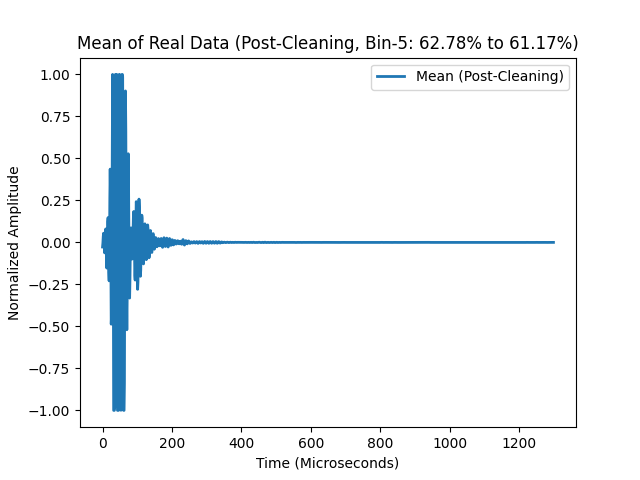 Mean of Real Data (Post-Cleaning, Bin-5: 62.78% to 61.17%)
Mean (Post-Cleaning)
Normalized Amplitude
1.00
0.75
0.50
0.25
0.00
−0.25
−0.50
−0.75
−1.00
0 200 400 600 800 1000 1200
Time (Microseconds)